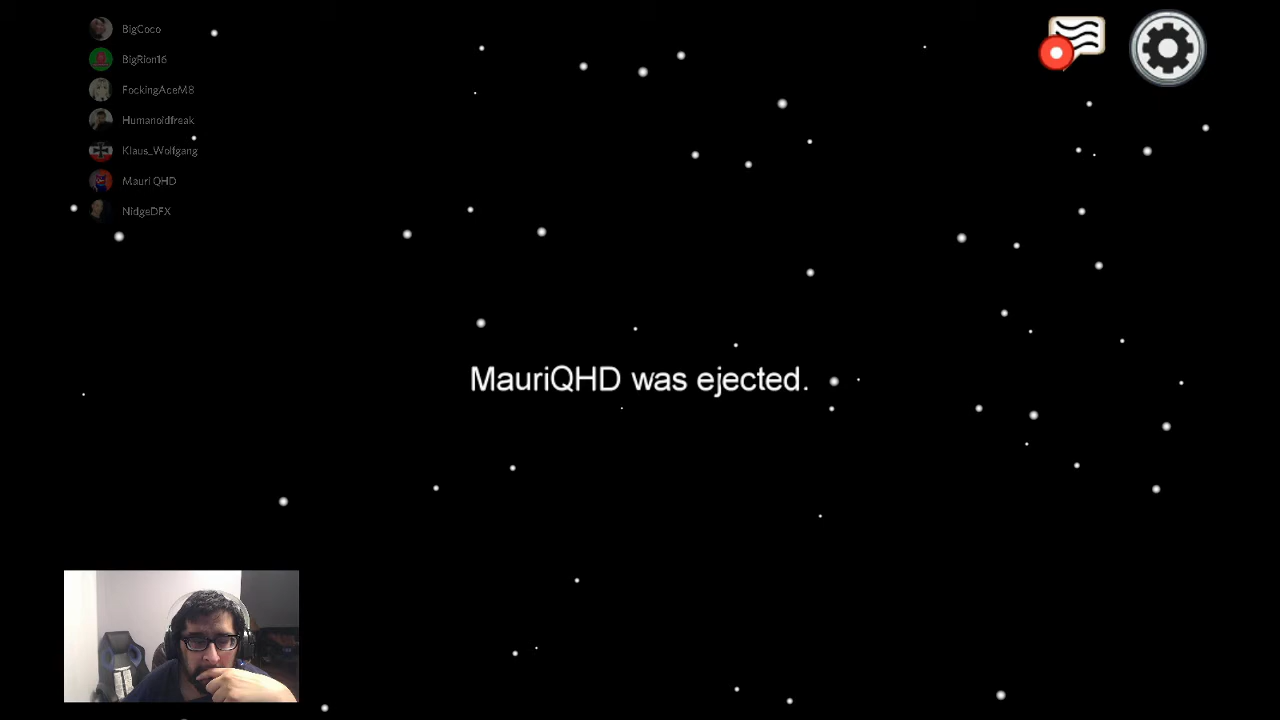 BigCoco
BigRion16
FockingAceM8
Humanoidfreak
Klaus_Wolfgang
Mauri QHD
NidgeDFX
MauriQHD was ejected.